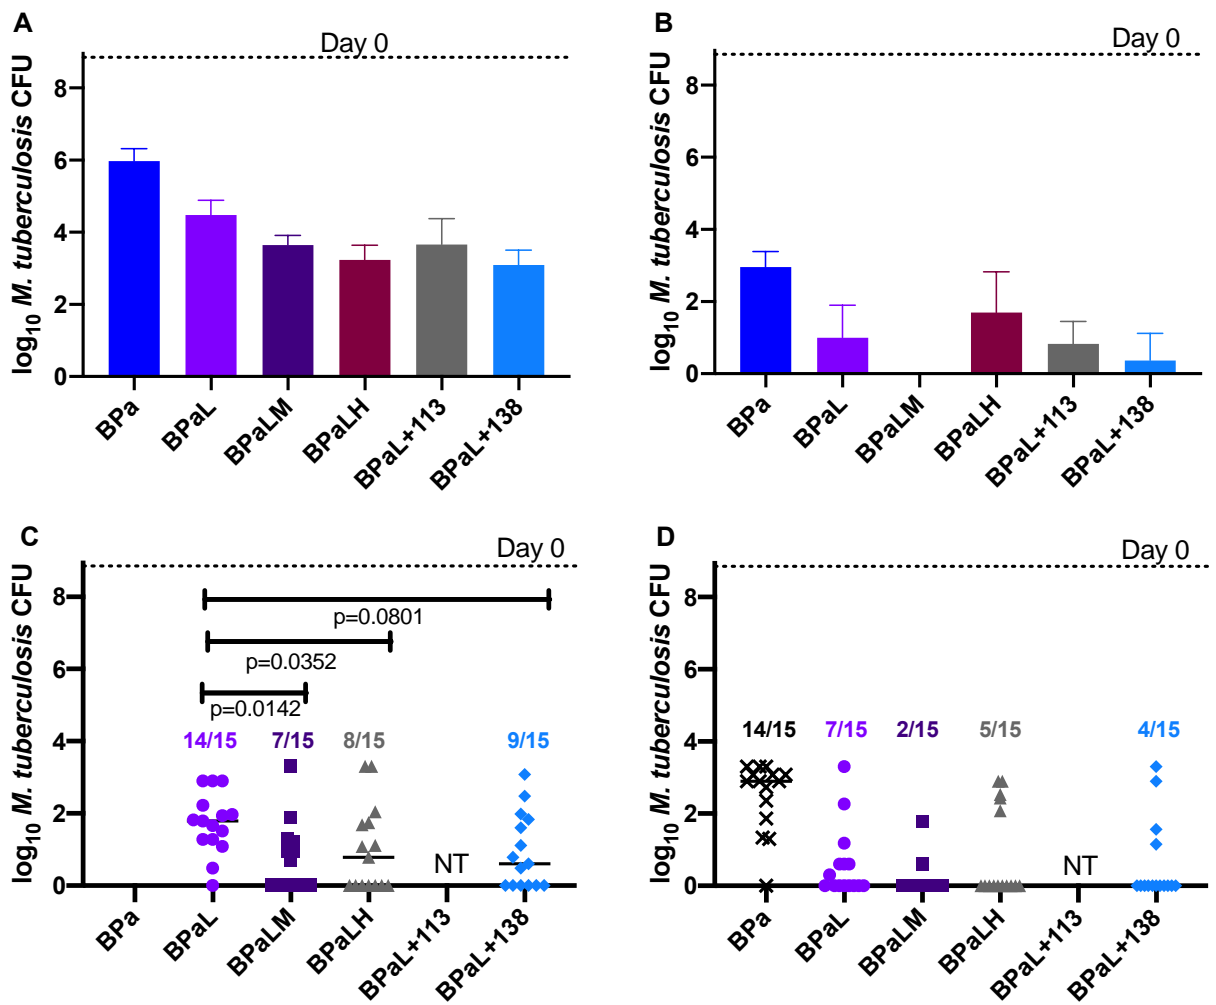 A
Day 0
log10 M. tuberculosis CFU
8
6
4
2
0
BPa
BPaL
BPaLM
BPaLH
BPaL+113
BPaL+138
B
Day 0
log10 M. tuberculosis CFU
8
6
4
2
0
BPa
BPaL
BPaLM
BPaLH
BPaL+113
BPaL+138
C
Day 0
log10 M. tuberculosis CFU
8
6
4
2
0
p=0.0801
p=0.0352
p=0.0142
14/15
7/15
8/15
9/15
NT
BPa
BPaL
BPaLM
BPaLH
BPaL+113
BPaL+138
D
Day 0
log10 M. tuberculosis CFU
8
6
4
2
0
14/15
7/15
2/15
5/15
4/15
NT
BPa
BPaL
BPaLM
BPaLH
BPaL+113
BPaL+138